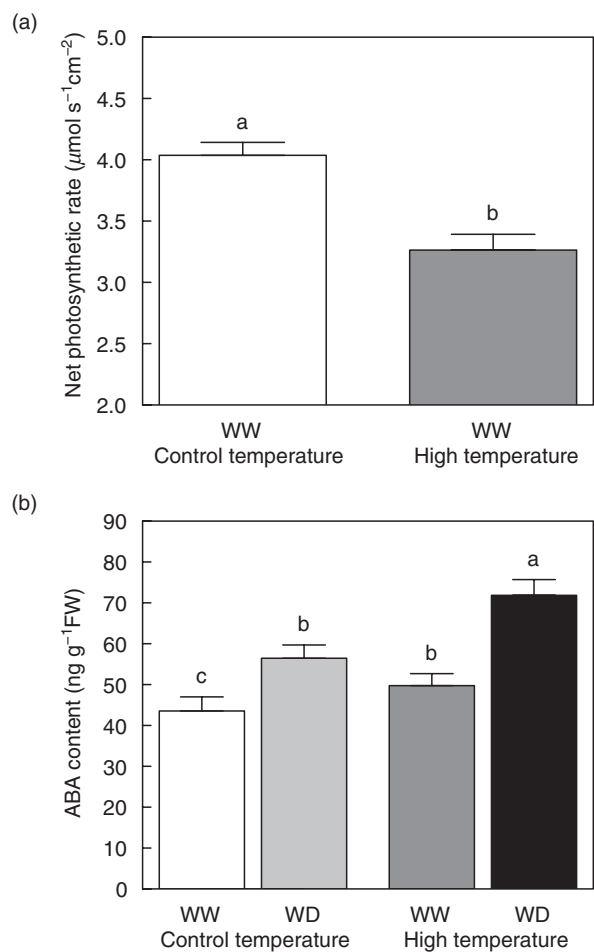 (a)
Net photosynthetic rate (μmol s⁻¹cm⁻²)
5.0
4.5
4.0
3.5
3.0
2.5
2.0
a
b
WW WW
Control temperature High temperature
(b)
ABA content (ng g⁻¹FW)
90
80
70
60
50
40
30
20
10
0
c
b
b
a
WW WD WW WD
Control temperature High temperature